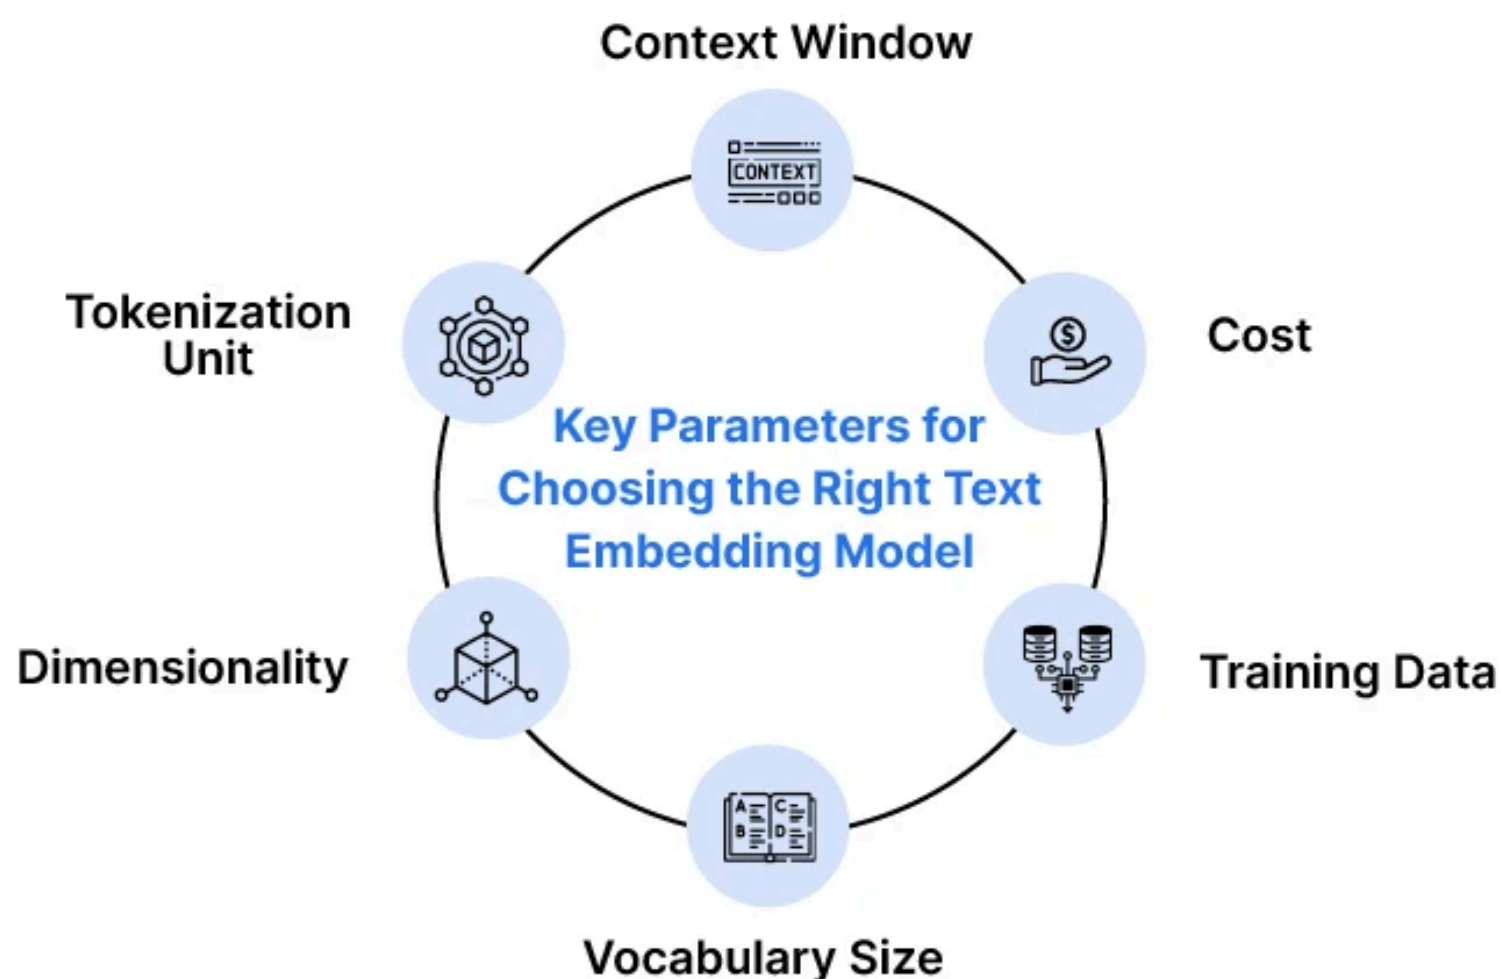 Context Window
CONTEXT
Tokenization
Unit
$
Cost
Key Parameters for
Choosing the Right Text
Embedding Model
Dimensionality
Training Data
A C
B D
Vocabulary Size